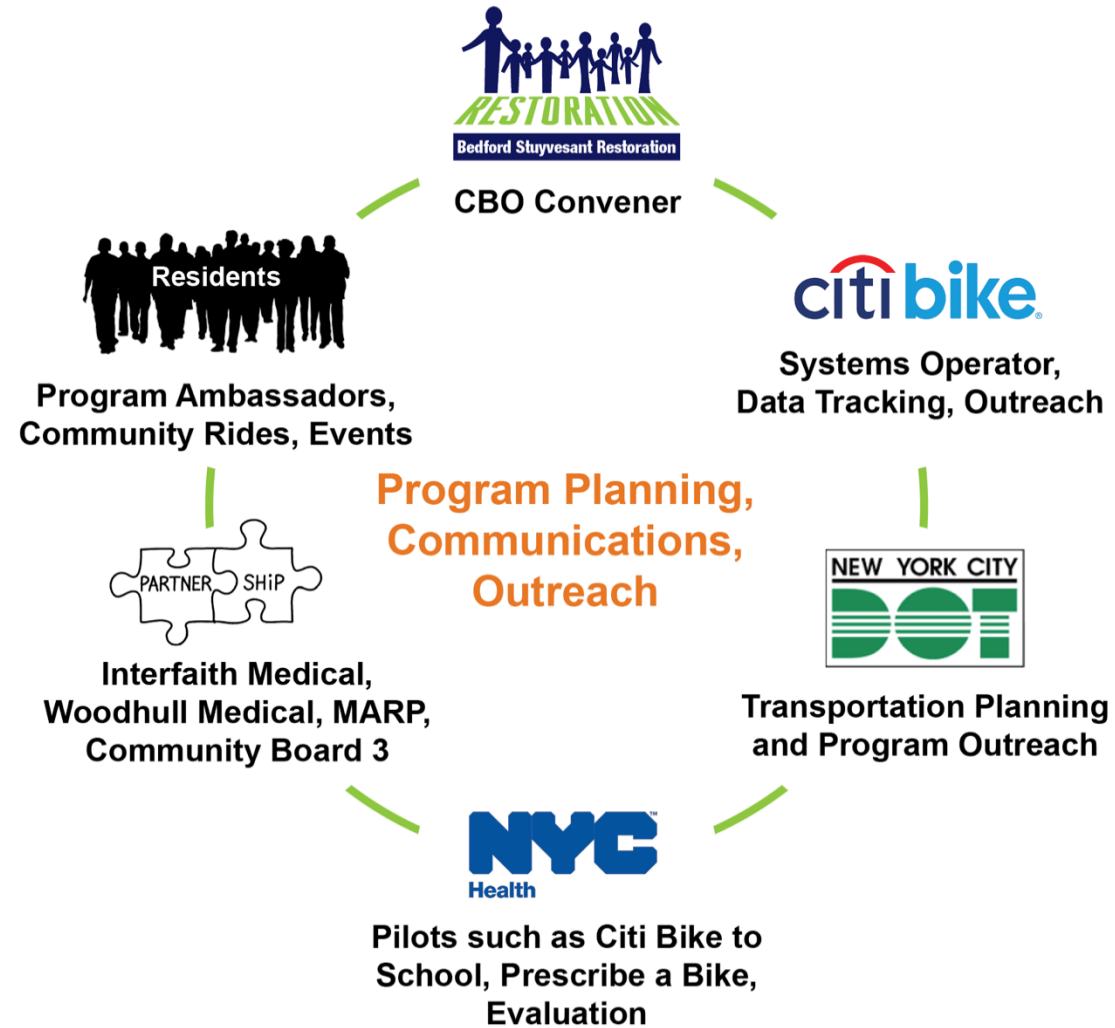 RESTORATION
Bedford Stuyvesant Restoration
CBO Convener
citi bike®
Systems Operator,
Data Tracking, Outreach
NEW YORK CITY
DOT
Transportation Planning
and Program Outreach
NYC™
Health
Pilots such as Citi Bike to
School, Prescribe a Bike,
Evaluation
PARTNER SHiP
Interfaith Medical,
Woodhull Medical, MARP,
Community Board 3
Residents
Program Ambassadors,
Community Rides, Events
Program Planning,
Communications,
Outreach